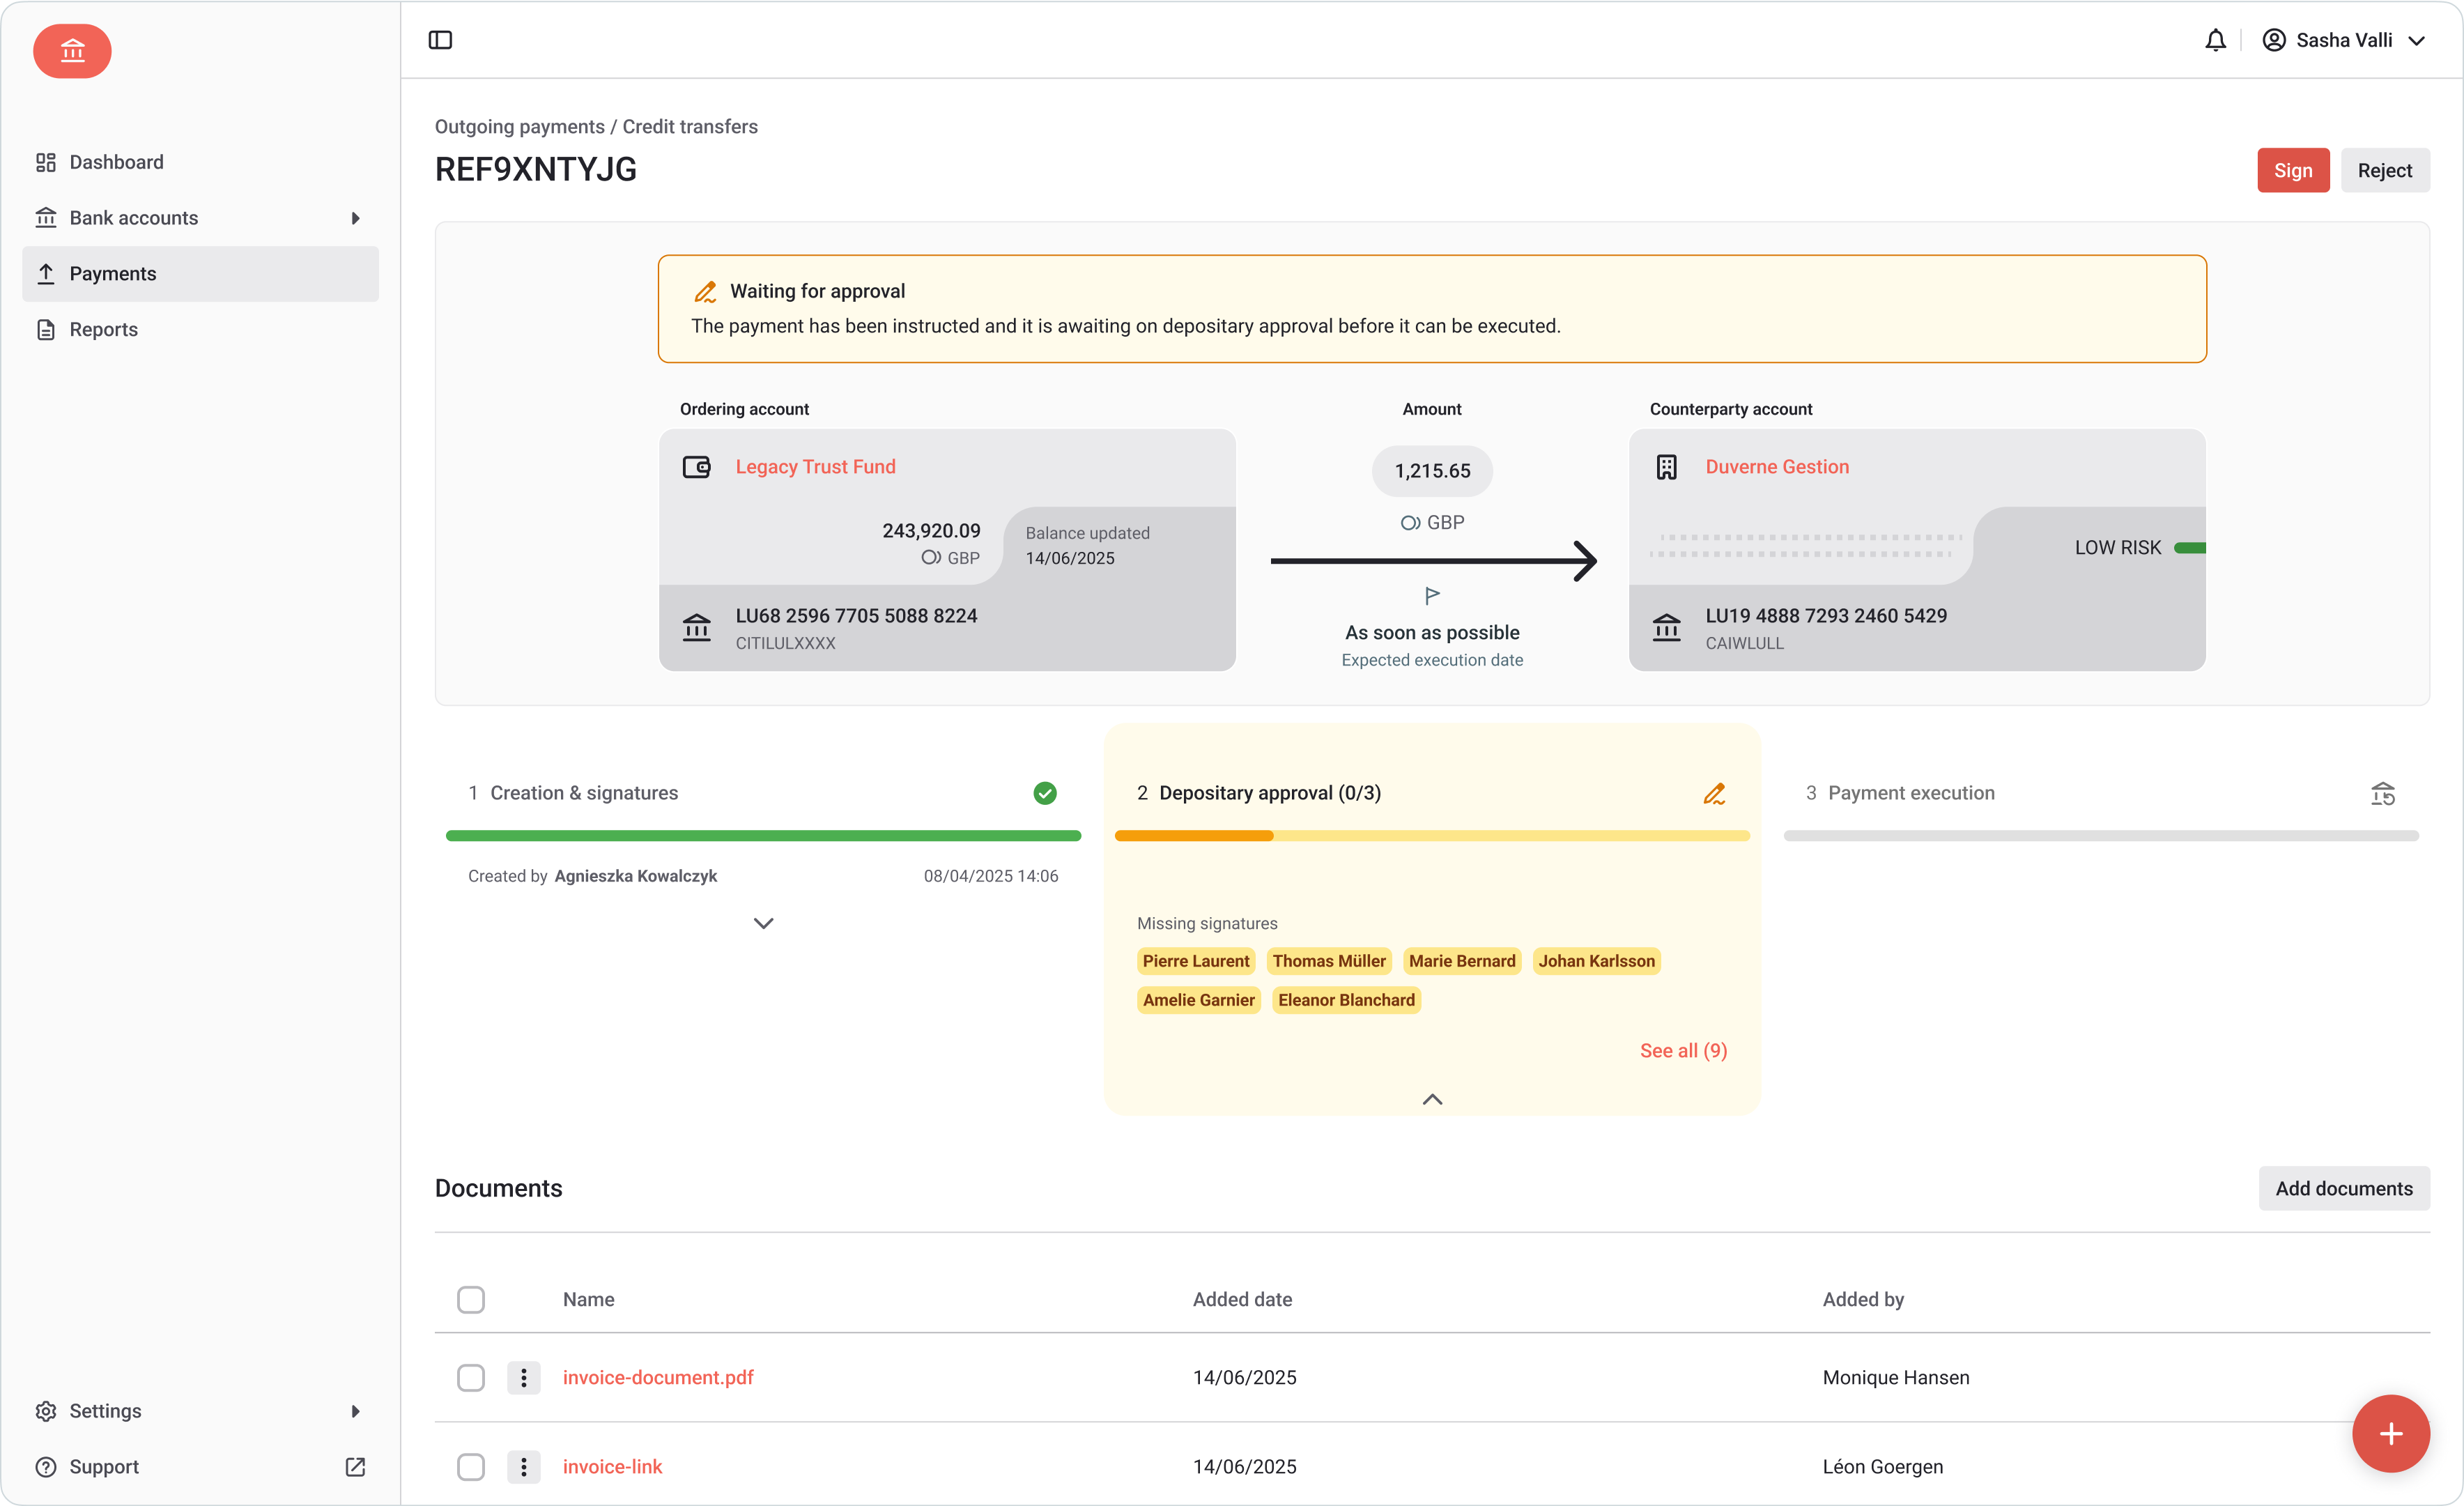 Sasha Valli
Dashboard
Bank accounts
Payments
Reports
Settings
Support
Outgoing payments / Credit transfers
REF9XNTYJG
Sign
Reject
Waiting for approval
The payment has been instructed and it is awaiting on depositary approval before it can be executed.
Ordering account
Legacy Trust Fund
243,920.09
GBP
Balance updated
14/06/2025
LU68 2596 7705 5088 8224
CITILULXXXX
Amount
1,215.65
GBP
As soon as possible
Expected execution date
Counterparty account
Duverne Gestion
LOW RISK
LU19 4888 7293 2460 5429
CAIWLULL
1 Creation & signatures
Created by Agnieszka Kowalczyk 08/04/2025 14:06
2 Depositary approval (0/3)
Missing signatures
Pierre Laurent Thomas Müller Marie Bernard Johan Karlsson
Amelie Garnier Eleanor Blanchard
See all (9)
3 Payment execution
Documents
Add documents
Name Added date Added by
invoice-document.pdf 14/06/2025 Monique Hansen
invoice-link 14/06/2025 Léon Goergen